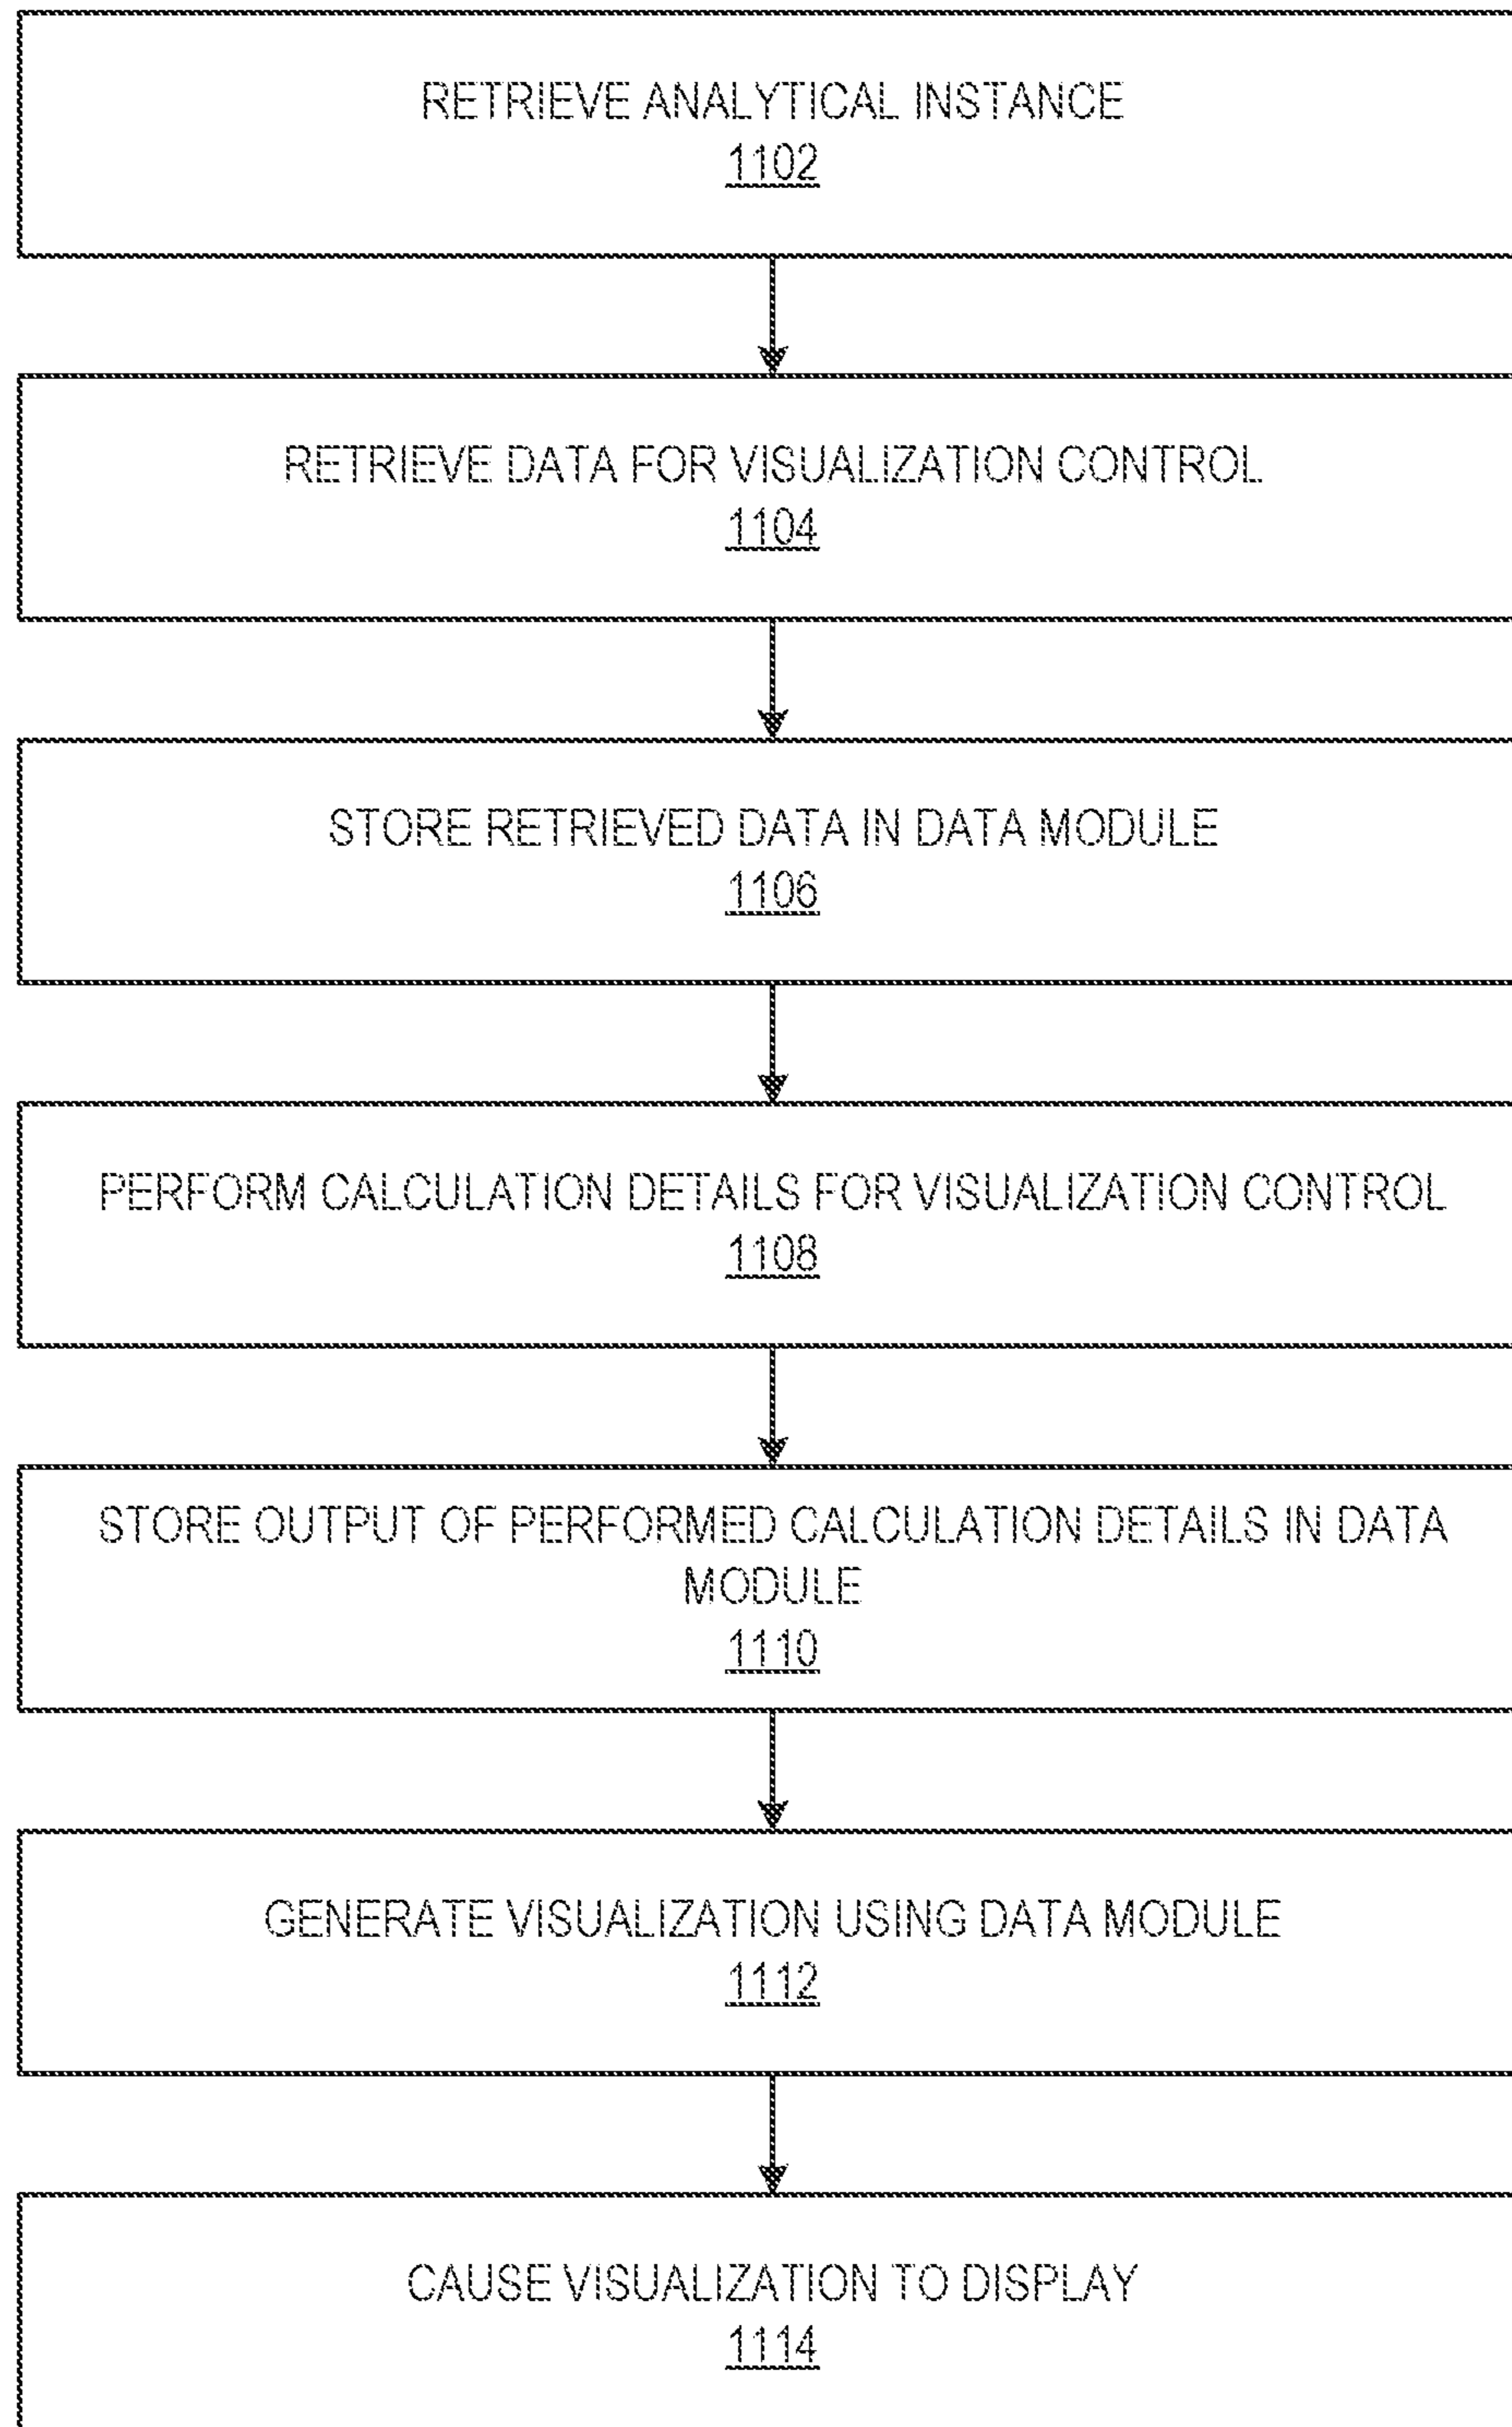 RETRIEVE ANALYTICAL INSTANCE
1102
RETRIEVE DATA FOR VISUALIZATION CONTROL
1104
STORE RETRIEVED DATA IN DATA MODULE
1106
PERFORM CALCULATION DETAILS FOR VISUALIZATION CONTROL
1108
STORE OUTPUT OF PERFORMED CALCULATION DETAILS IN DATA
MODULE
1110
GENERATE VISUALIZATION USING DATA MODULE
1112
CAUSE VISUALIZATION TO DISPLAY
1114